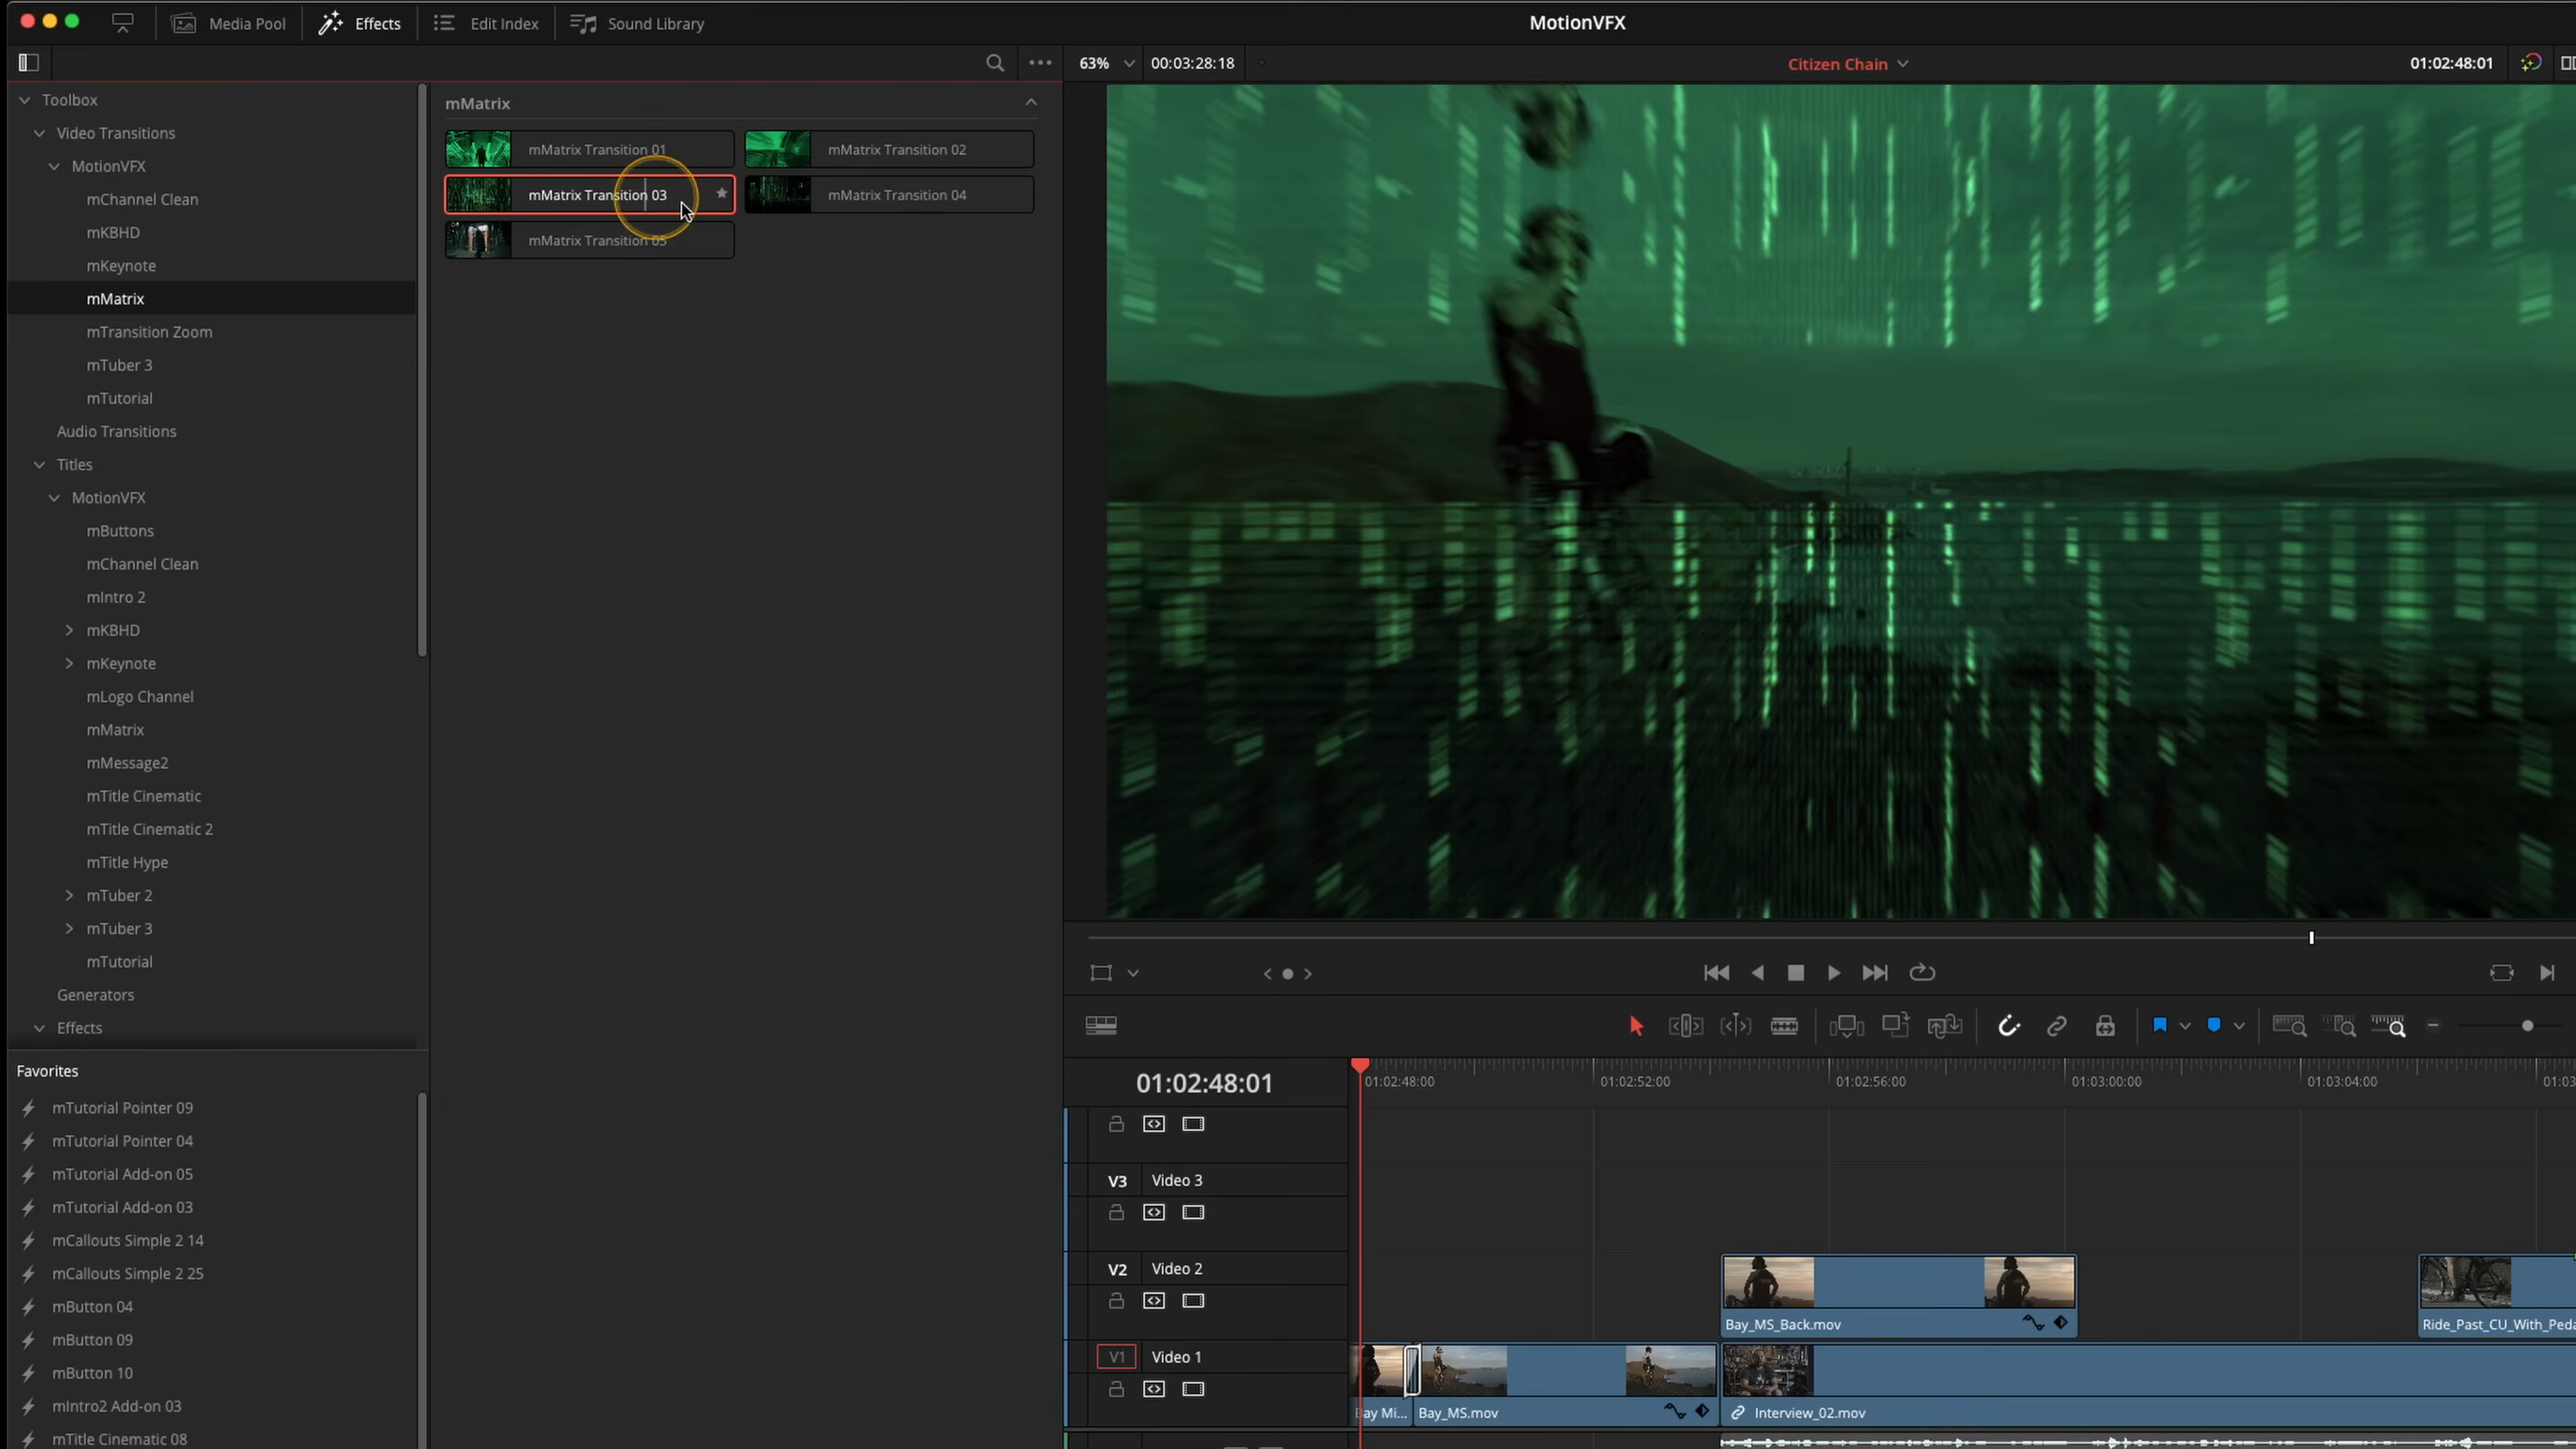 Media Pool
Effects
Edit Index
Sound Library
MotionVFX
63%
00:03:28:18
Citizen Chain
01:02:48:01
Toolbox
Video Transitions
MotionVFX
mChannel Clean
mKBHD
mKeynote
mMatrix
mTransition Zoom
mTuber 3
mTutorial
Audio Transitions
Titles
MotionVFX
mButtons
mChannel Clean
mIntro 2
mKBHD
mKeynote
mLogo Channel
mMatrix
mMessage2
mTitle Cinematic
mTitle Cinematic 2
mTitle Hype
mTuber 2
mTuber 3
mTutorial
Generators
Effects
Favorites
mTutorial Pointer 09
mTutorial Pointer 04
mTutorial Add-on 05
mTutorial Add-on 03
mCallouts Simple 2 14
mCallouts Simple 2 25
mButton 04
mButton 09
mButton 10
mIntro2 Add-on 03
mTitle Cinematic 08
mMatrix
mMatrix Transition 01
mMatrix Transition 02
mMatrix Transition 03
mMatrix Transition 04
mMatrix Transition 05
01:02:48:01
01:02:48:00
01:02:52:00
01:02:56:00
01:03:00:00
01:03:04:00
01:03
V3
Video 3
V2
Video 2
Bay_MS_Back.mov
Ride_Past_CU_With_Peda
V1
Video 1
Bay Mi...
Bay_MS.mov
Interview_02.mov